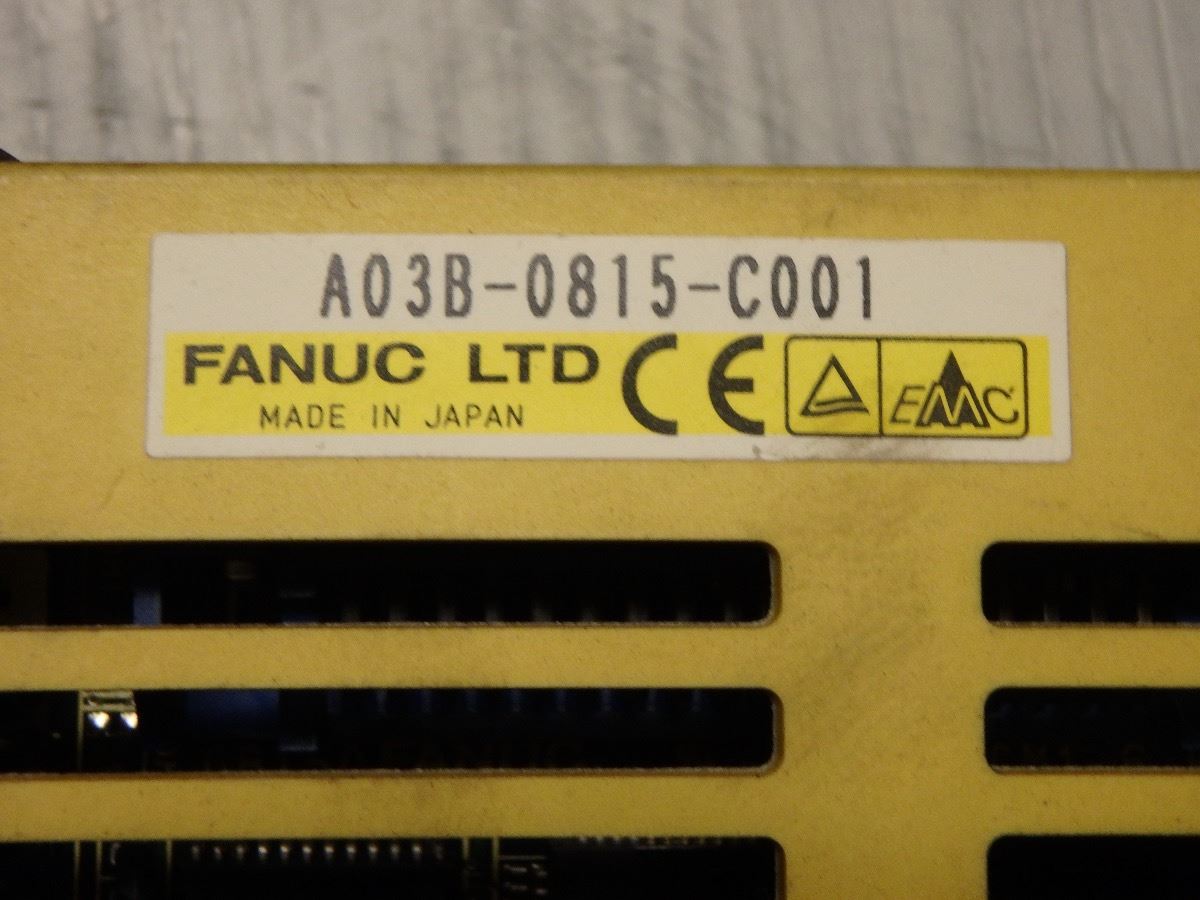 A03B-0815-C001
FANUC LTD CE EMC
MADE IN JAPAN